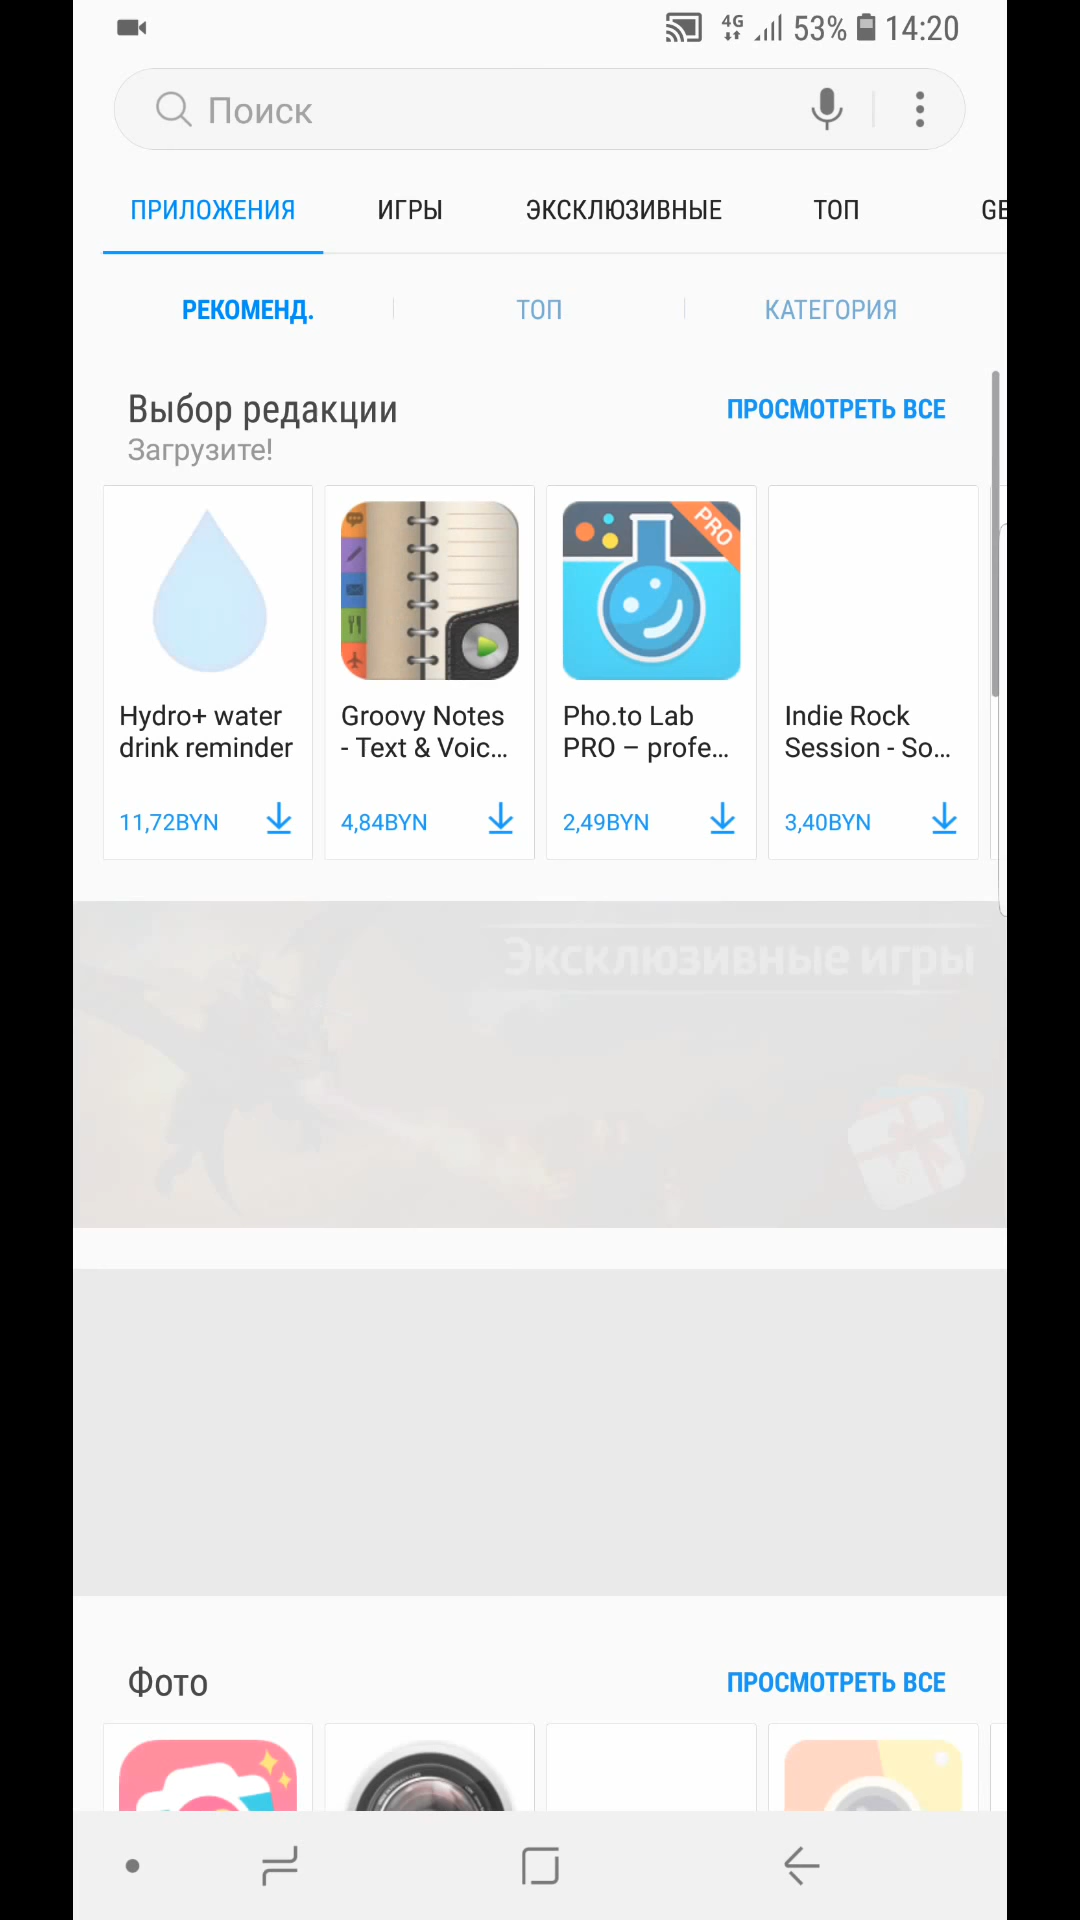 4G 53% 14:20
Поиск
ПРИЛОЖЕНИЯ ИГРЫ ЭКСКЛЮЗИВНЫЕ ТОП GE
РЕКОМЕНД. ТОП КАТЕГОРИЯ
Выбор редакции ПРОСМОТРЕТЬ ВСЕ
Загрузите!
PRO
Hydro+ water
drink reminder
11,72BYN
Groovy Notes
- Text & Voic...
4,84BYN
Pho.to Lab
PRO – profe...
2,49BYN
Indie Rock
Session - So...
3,40BYN
Эксклюзивные игры
Фото ПРОСМОТРЕТЬ ВСЕ